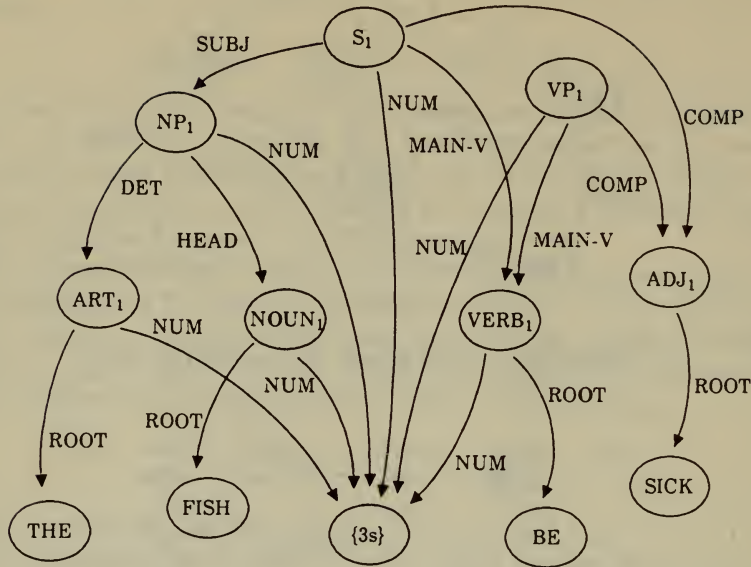 S1
SUBJ
VP1
NUM
NP1
COMP
NUM
MAIN-V
DET
COMP
HEAD
NUM
MAIN-V
ADJ1
ART1
NOUN1
VERB1
NUM
NUM
ROOT
ROOT
ROOT
ROOT
NUM
SICK
FISH
THE
{3s}
BE